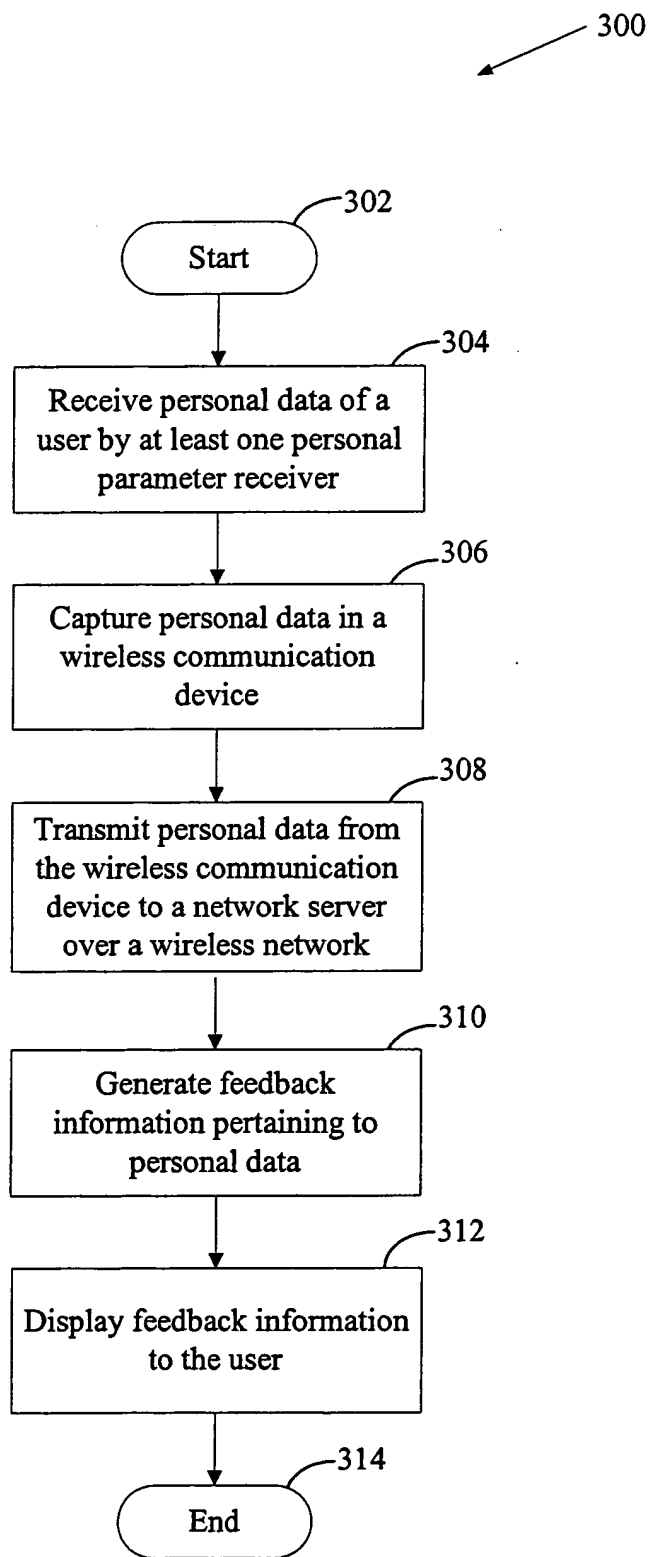 300
302
Start
304
Receive personal data of a
user by at least one personal
parameter receiver
306
Capture personal data in a
wireless communication
device
308
Transmit personal data from
the wireless communication
device to a network server
over a wireless network
310
Generate feedback
information pertaining to
personal data
312
Display feedback information
to the user
314
End